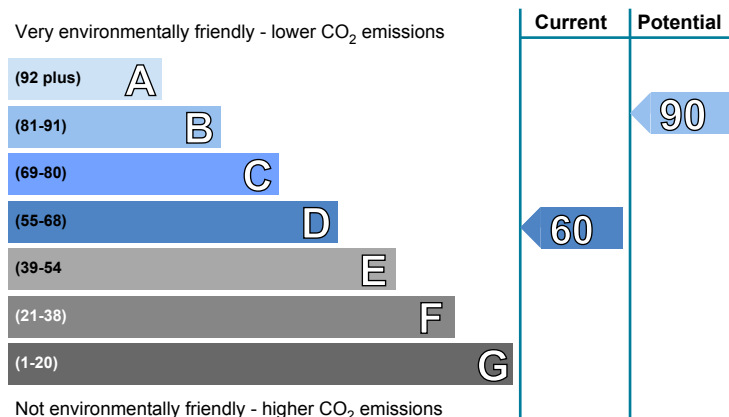 Current Potential
Very environmentally friendly - lower CO2 emissions
(92 plus) A
(81-91) B
90
(69-80) C
(55-68) D
60
(39-54 E
(21-38) F
(1-20) G
Not environmentally friendly - higher CO2 emissions